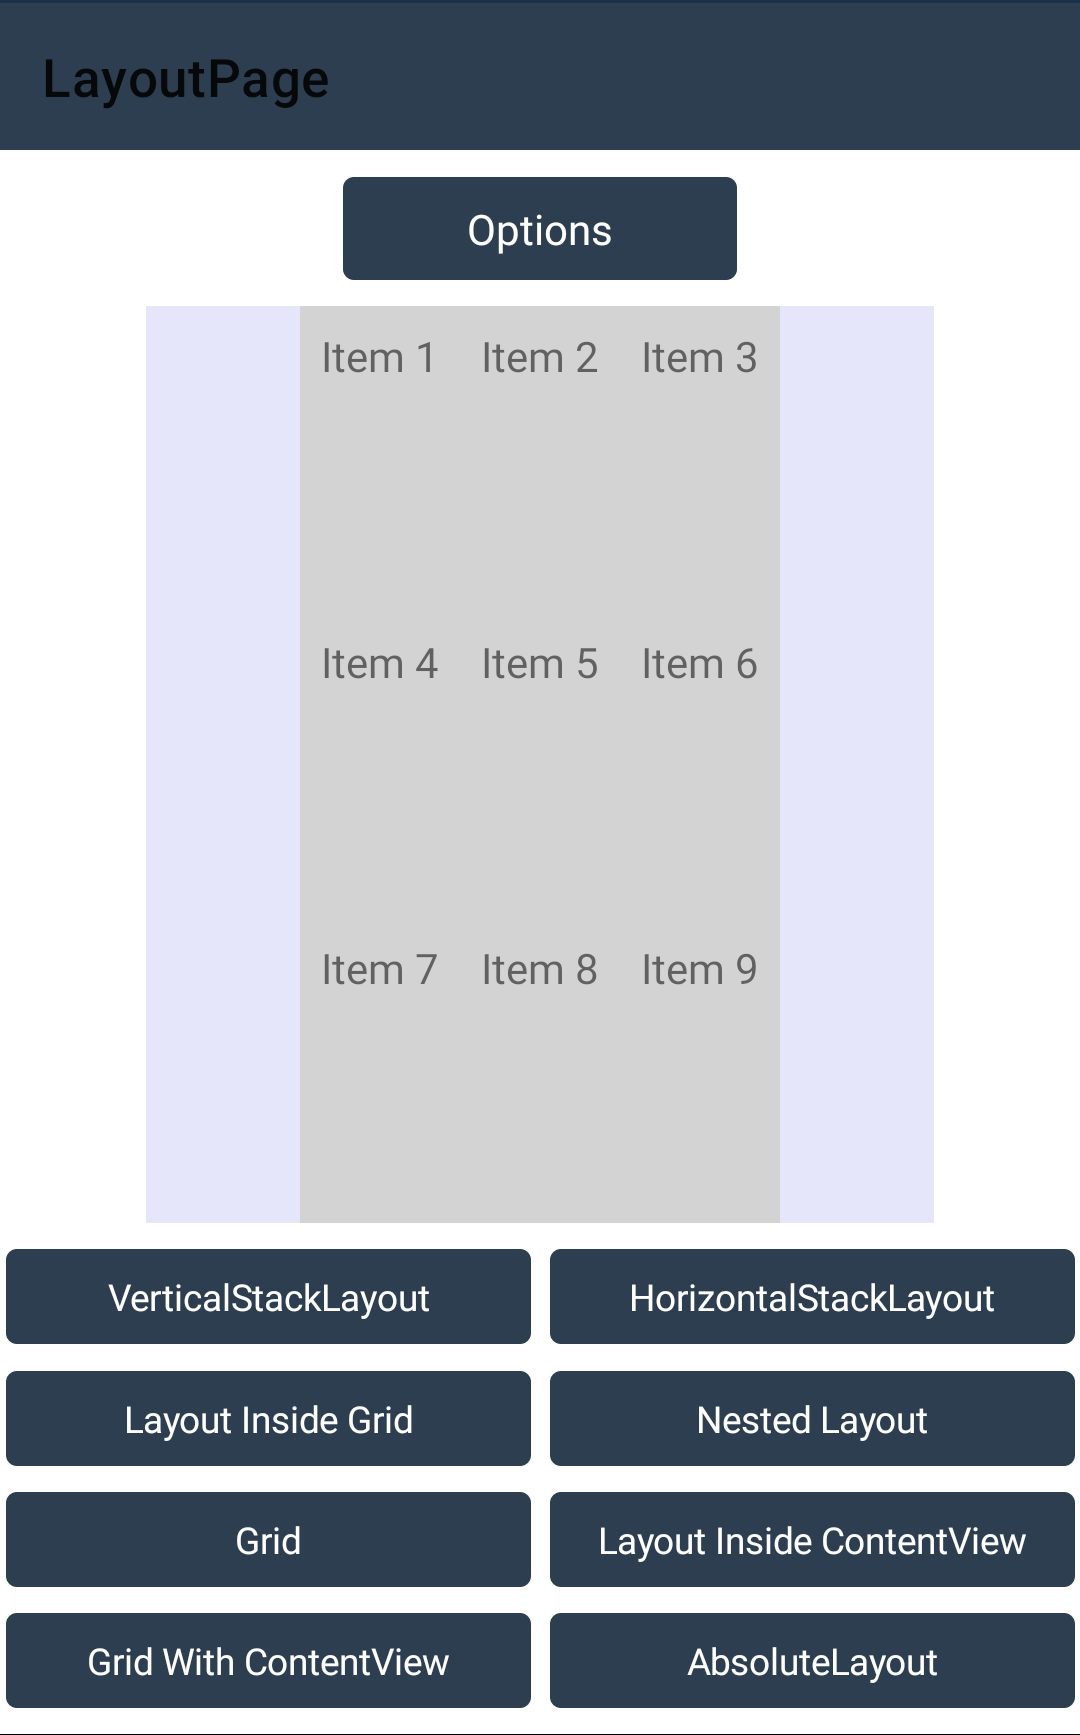 LayoutPage
Options
Item 1 Item 2 Item 3
Item 4 Item 5 Item 6
Item 7 Item 8 Item 9
VerticalStackLayout HorizontalStackLayout
Layout Inside Grid Nested Layout
Grid Layout Inside ContentView
Grid With ContentView AbsoluteLayout